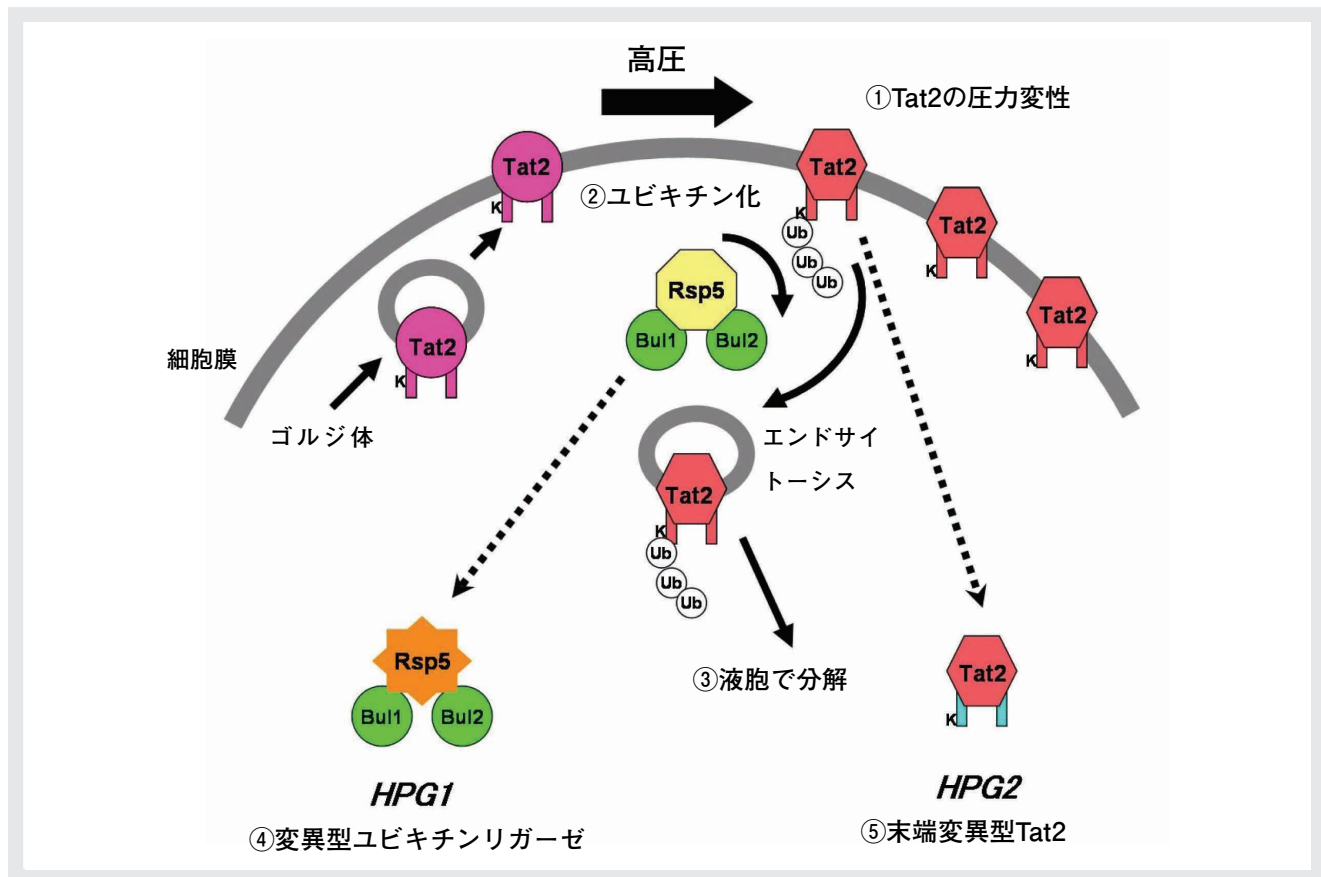 高圧
①Tat2の圧力変性
Tat2
K
②ユビキチン化
Tat2
K
Ub
Ub
Ub
Tat2
K
Tat2
K
Rsp5
Bul1
Bul2
細胞膜
Tat2
K
ゴルジ体
エンドサイ
トーシス
Tat2
K
Ub
Ub
Ub
③液胞で分解
Rsp5
Bul1
Bul2
HPG1
④変異型ユビキチンリガーゼ
Tat2
K
HPG2
⑤末端変異型Tat2